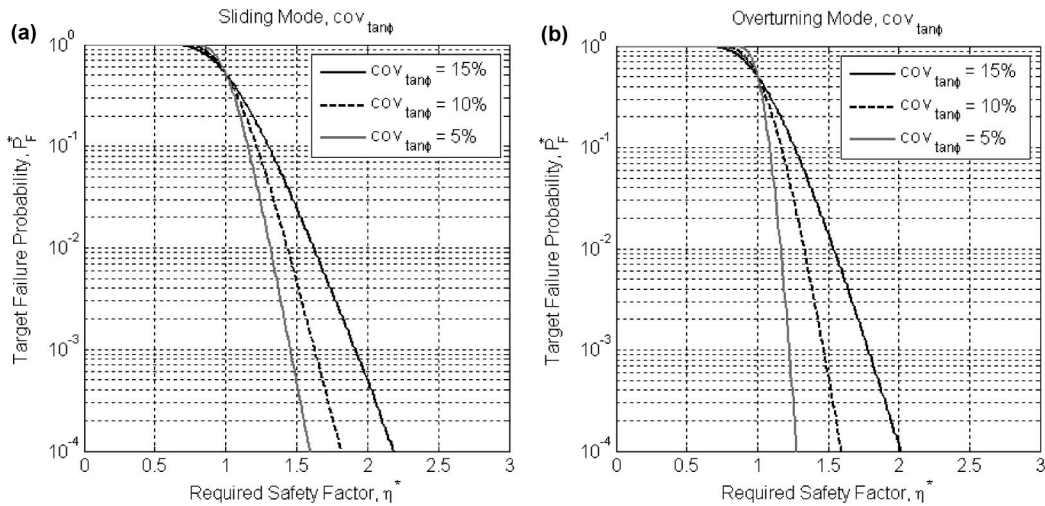 (a)
Sliding Mode, cov_tanϕ
10^0
10^-1
10^-2
10^-3
10^-4
Target Failure Probability, P*_F
cov_tanϕ = 15%
cov_tanϕ = 10%
cov_tanϕ = 5%
0 0.5 1 1.5 2 2.5 3
Required Safety Factor, η*
(b)
Overturning Mode, cov_tanϕ
10^0
10^-1
10^-2
10^-3
10^-4
Target Failure Probability, P*_F
cov_tanϕ = 15%
cov_tanϕ = 10%
cov_tanϕ = 5%
0 0.5 1 1.5 2 2.5 3
Required Safety Factor, η*